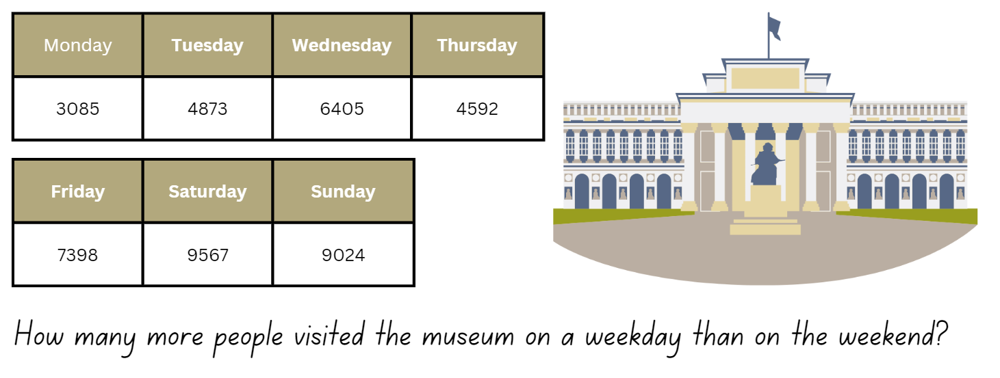 Monday Tuesday Wednesday Thursday
3085 4873 6405 4592
Friday Saturday Sunday
7398 9567 9024
How many more people visited the museum on a weekday than on the weekend?